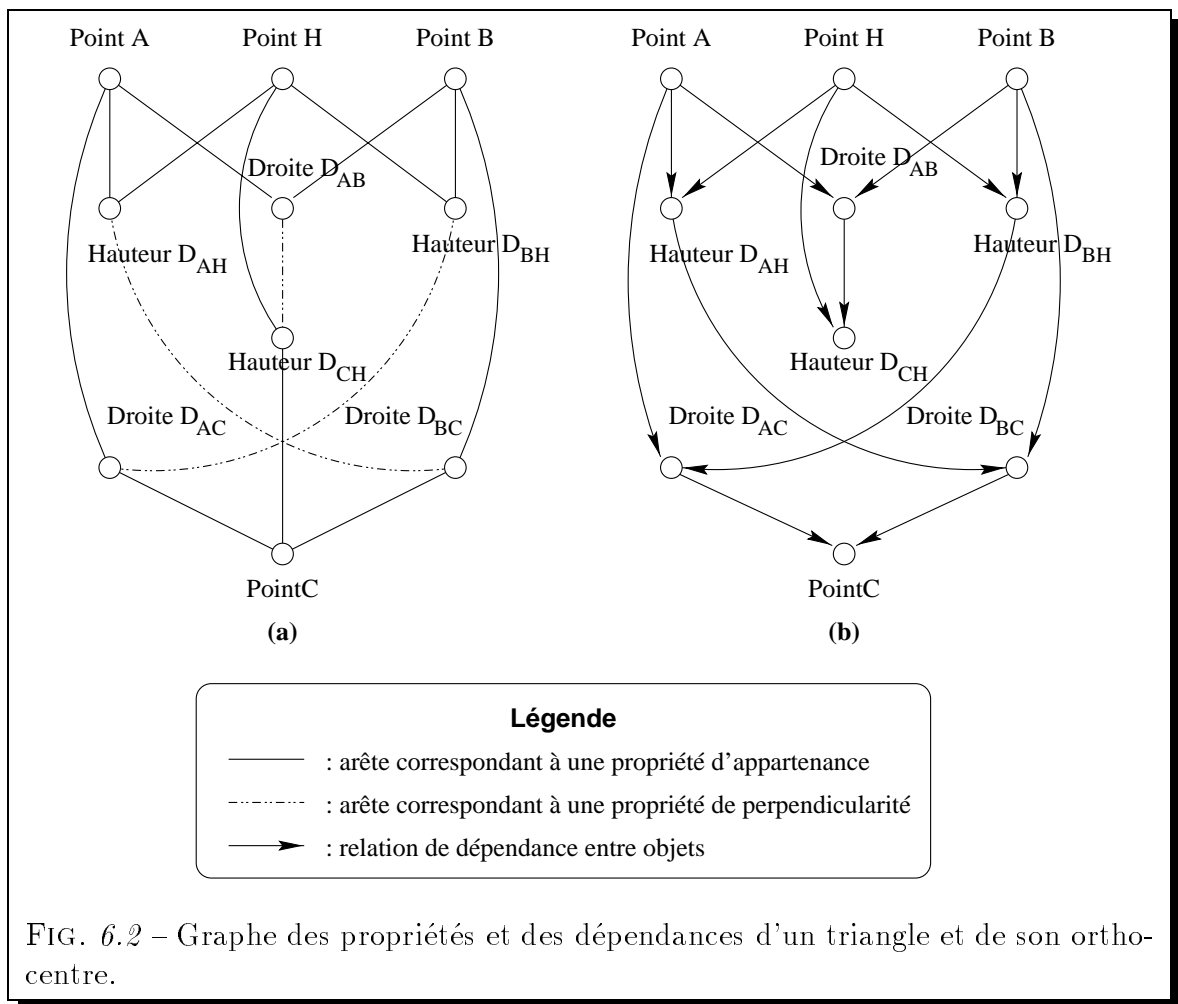 Point A Point H Point B
Droite D_AB
Hauteur D_AH
Hauteur D_BH
Hauteur D_CH
Droite D_AC
Droite D_BC
PointC
(a)
Point A Point H Point B
Droite D_AB
Hauteur D_AH
Hauteur D_BH
Hauteur D_CH
Droite D_AC
Droite D_BC
PointC
(b)
Légende
: arête correspondant à une propriété d'appartenance
: arête correspondant à une propriété de perpendicularité
: relation de dépendance entre objets
FIG. 6.2 – Graphe des propriétés et des dépendances d'un triangle et de son ortho-
centre.